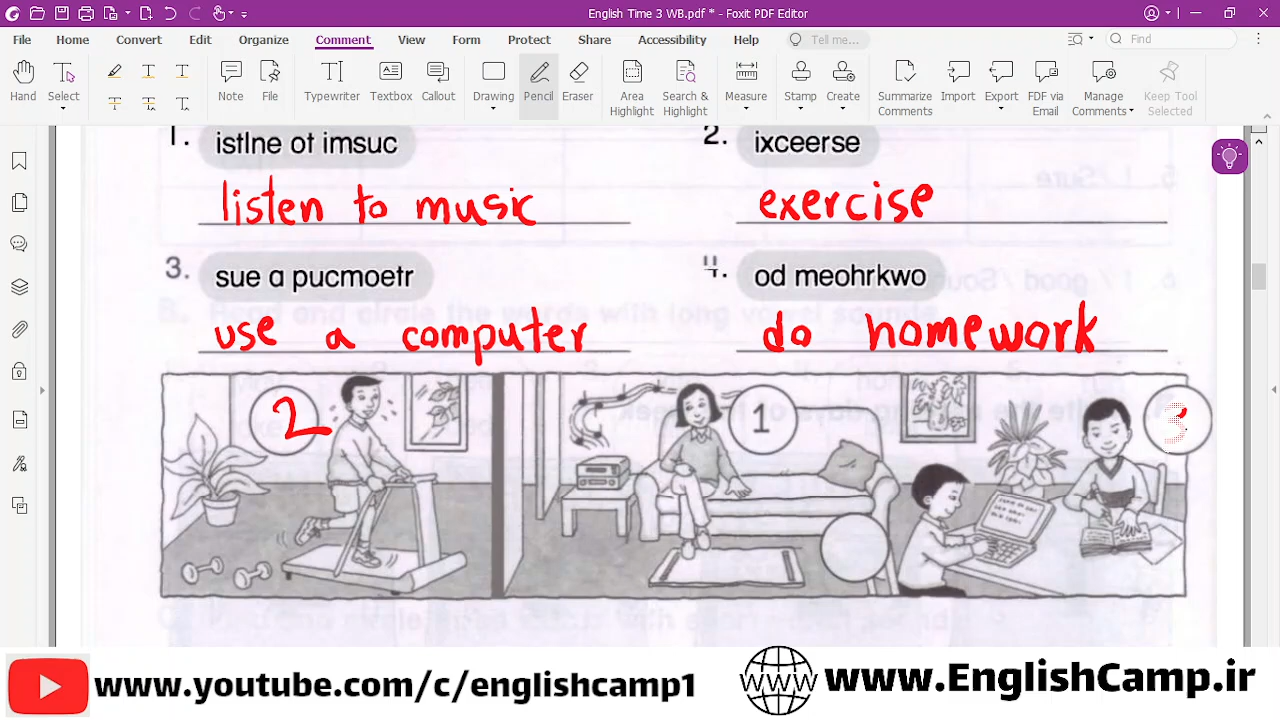 English Time 3 WB.pdf * - Foxit PDF Editor
File Home Convert Edit Organize Comment View Form Protect Share Accessibility Help Tell me... Find
Hand Select Note File Typewriter Textbox Callout Drawing Pencil Eraser Area Highlight Search & Highlight Measure Stamp Create Summarize Comments Import Export FDF via Email Manage Comments Keep Tool Selected
1. istlne ot imsuc 2. ixceerse
listen to music exercise
3. sue a pucmoetr 4. od meohrkwo
use a computer do homework
2 1 3
www.youtube.com/c/englishcamp1 www www.EnglishCamp.ir